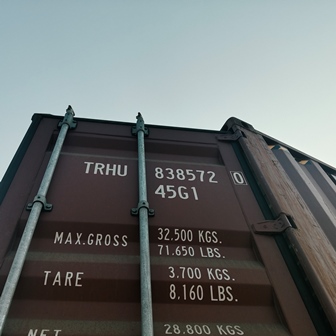 TRHU 838572 0
45G1
MAX.GROSS 32.500 KGS.
71.650 LBS.
TARE 3.700 KGS.
8.160 LBS.
NET 28.800 KGS